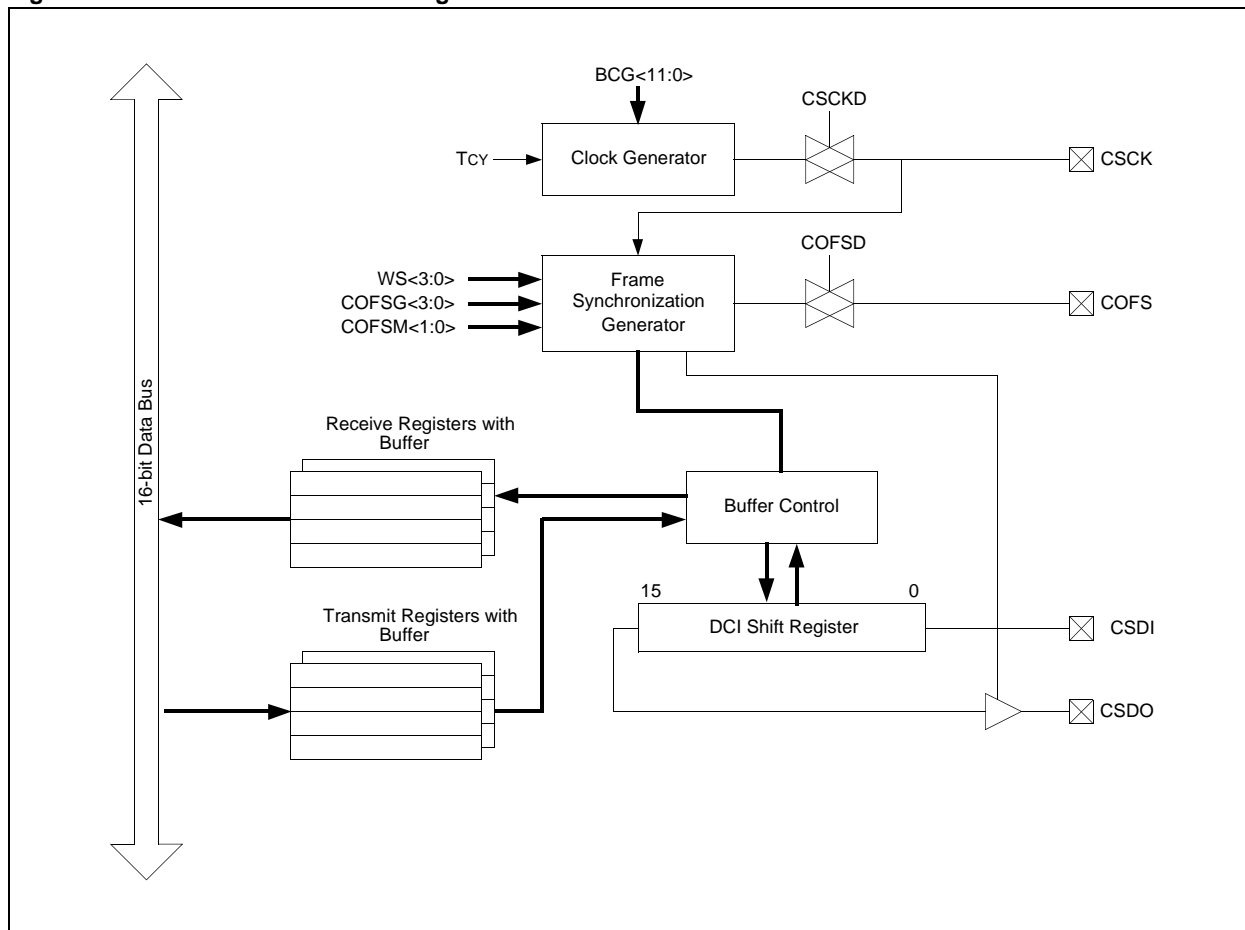 BCG<11:0>
CSCKD
TCY
Clock Generator
CSCK
COFSD
WS<3:0>
COFSG<3:0>
COFSM<1:0>
Frame
Synchronization
Generator
COFS
16-bit Data Bus
Receive Registers with
Buffer
Buffer Control
15
0
Transmit Registers with
Buffer
DCI Shift Register
CSDI
CSDO